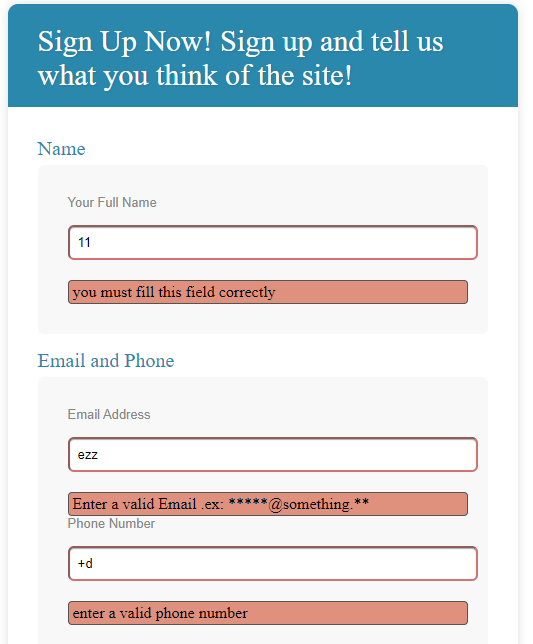 Sign Up Now! Sign up and tell us
what you think of the site!
Name
Your Full Name
11
you must fill this field correctly
Email and Phone
Email Address
ezz
Enter a valid Email .ex: *****@something.**
Phone Number
+d
enter a valid phone number